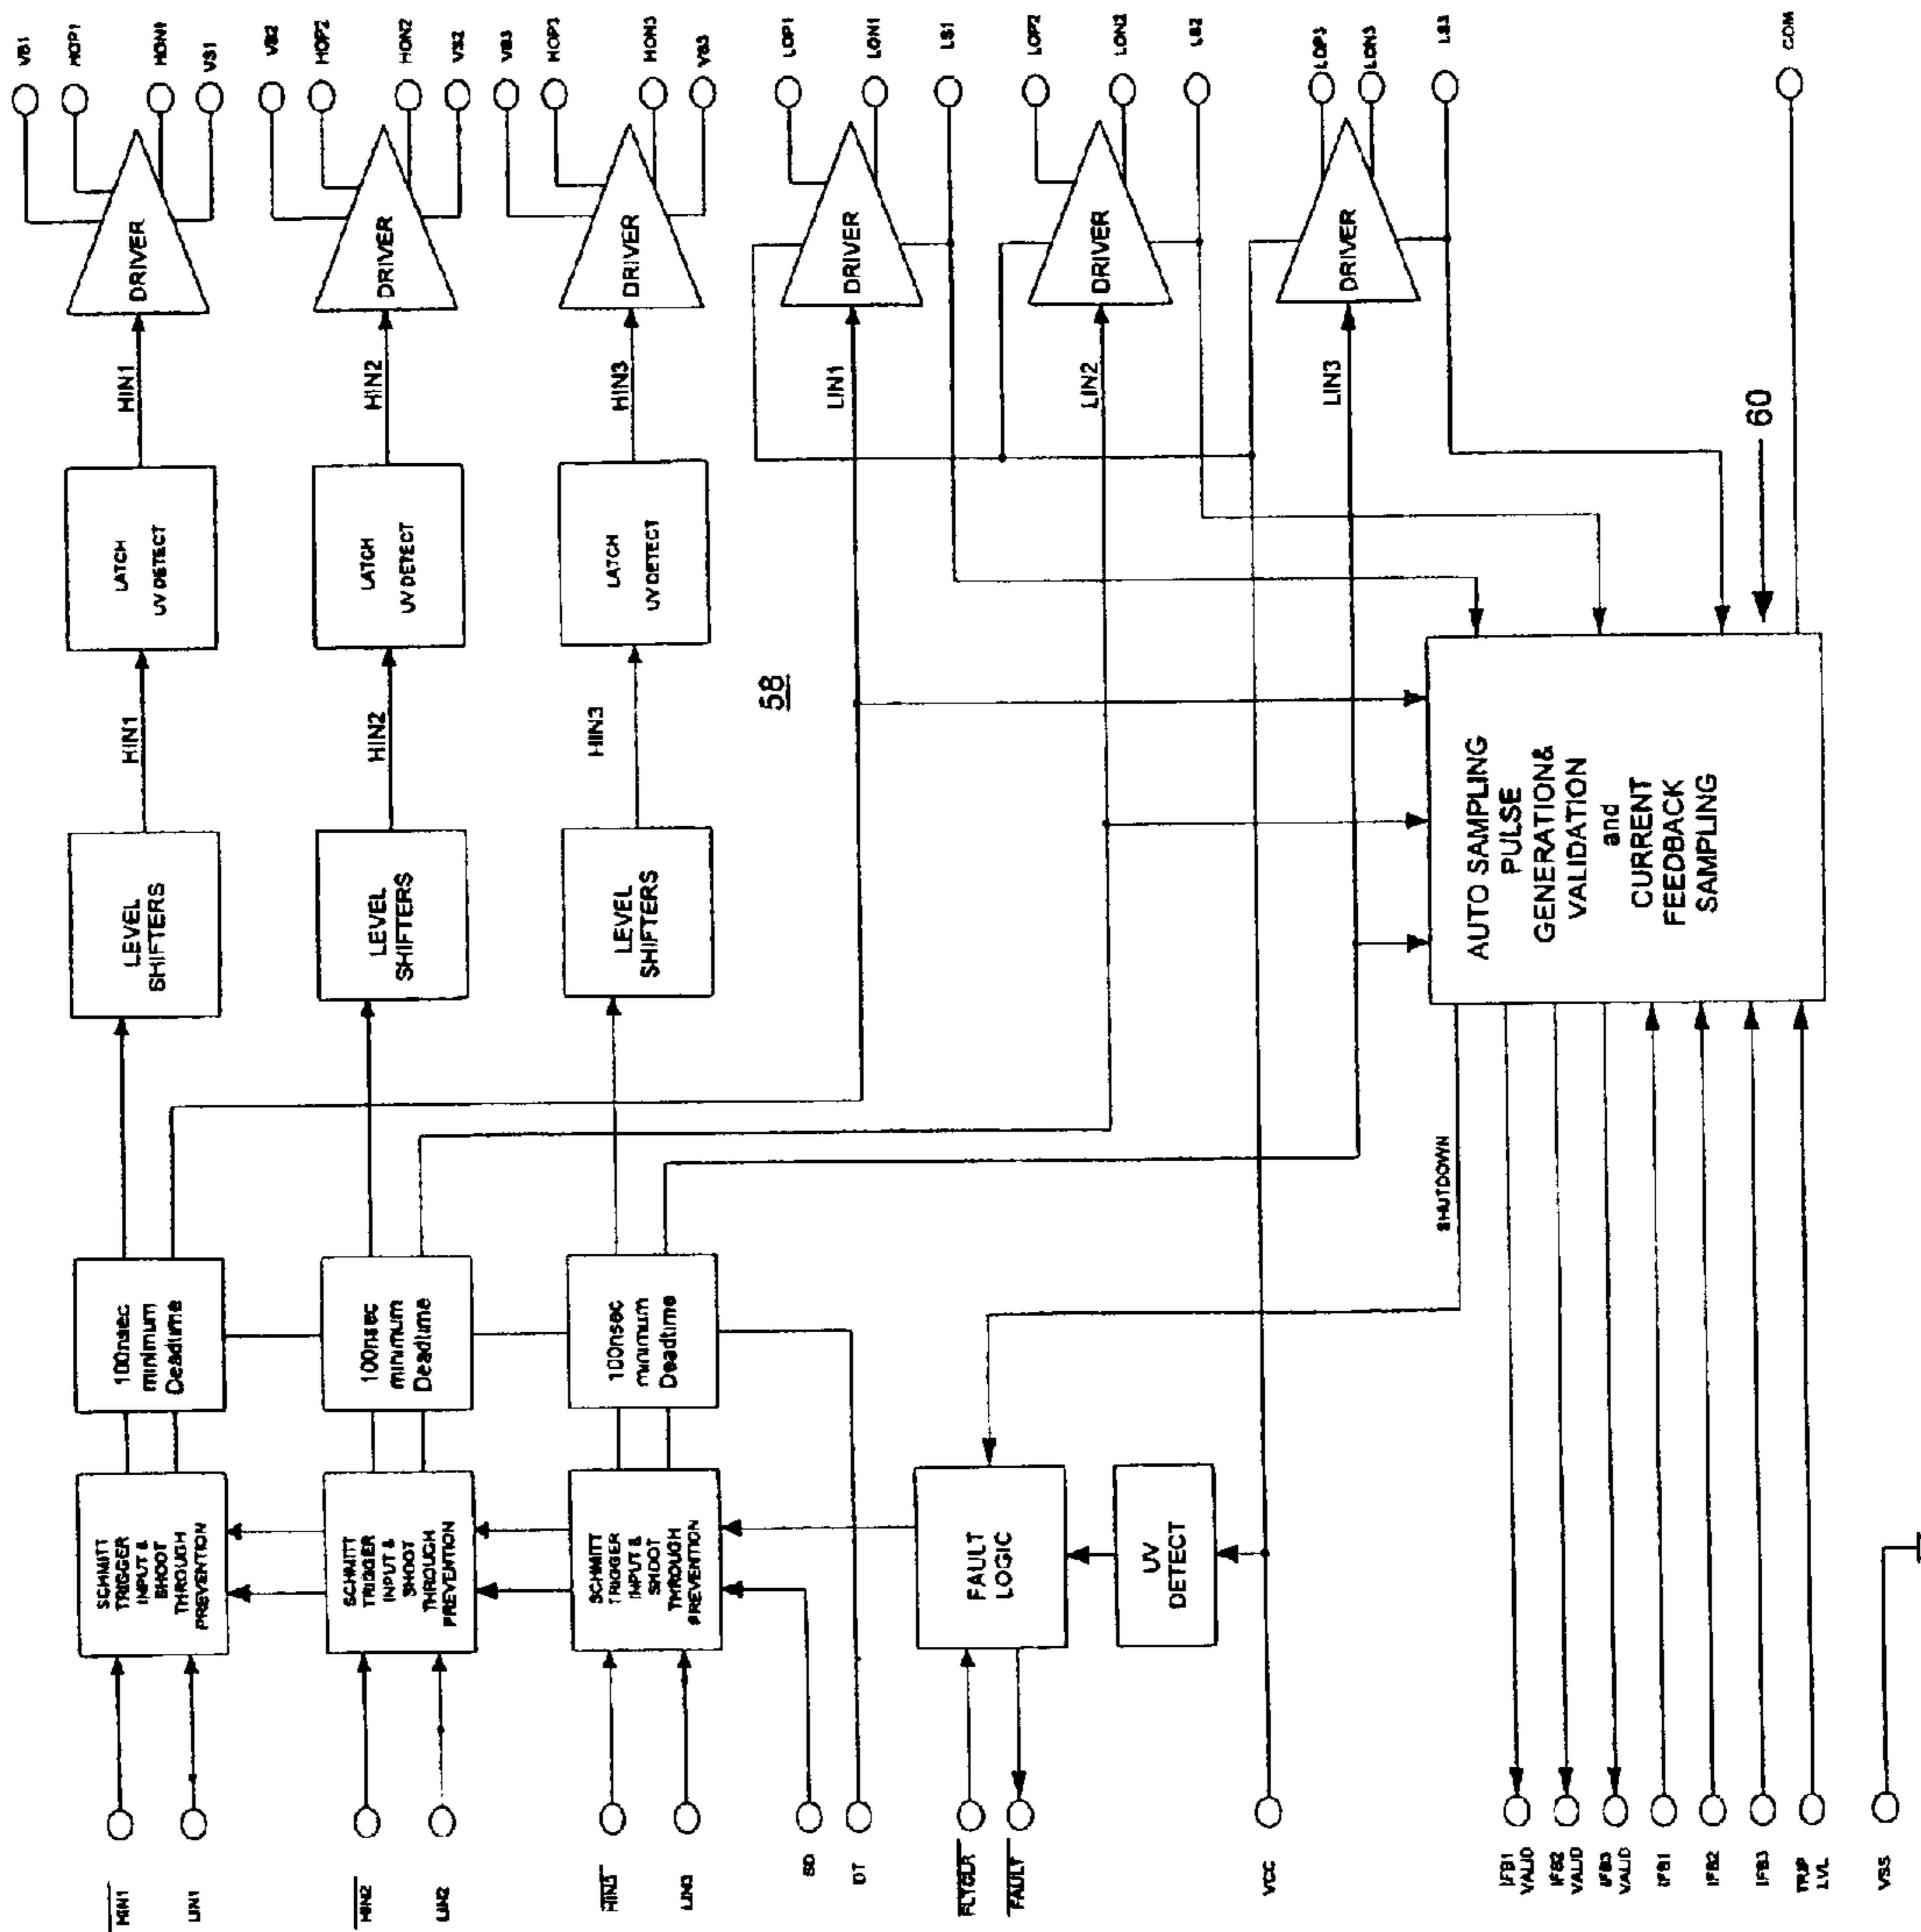 VB1
HOP1
HON1
VS1
VB2
HOP2
HON2
VS2
VB3
HOP3
HON3
VS3
LOP1
LON1
LS1
LOP2
LON2
LS2
LOP3
LON3
LS3
COM
DRIVER
DRIVER
DRIVER
DRIVER
DRIVER
DRIVER
HIN1
HIN2
HIN3
LIN1
LIN2
LIN3
60
LATCH
UV DETECT
LATCH
UV DETECT
LATCH
UV DETECT
58
HIN1
HIN2
HIN3
LEVEL
SHIFTERS
LEVEL
SHIFTERS
LEVEL
SHIFTERS
AUTO SAMPLING
PULSE
GENERATION&
VALIDATION
and
CURRENT
FEEDBACK
SAMPLING
SHUTDOWN
100nsec
minimum
Deadtime
100nsec
minimum
Deadtime
100nsec
minimum
Deadtime
SCHMITT
TRIGGER
INPUT &
SHOOT
THROUGH
PREVENTION
SCHMITT
TRIGGER
INPUT &
SHOOT
THROUGH
PREVENTION
SCHMITT
TRIGGER
INPUT &
SHOOT
THROUGH
PREVENTION
FAULT
LOGIC
UV
DETECT
HIN1
LIN1
HIN2
LIN2
HIN3
LIN3
SD
DT
FLTCLR
FAULT
VCC
IFB1
VALID
IFB2
VALID
IFB3
VALID
IFB1
IFB2
IFB3
TRIP
LVL
VSS